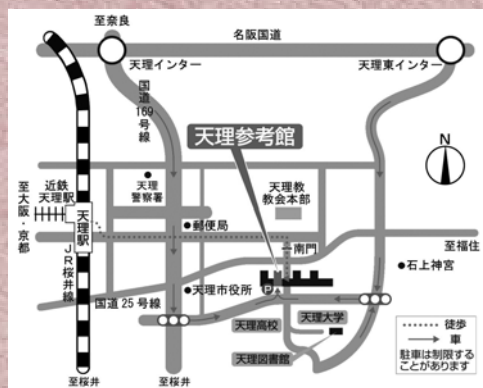 至奈良
名阪国道
天理インター
天理東インター
国道169号線
天理参考館
N
天理
警察署
天理教
教会本部
近鉄
天理駅
至大阪・京都
天理駅
郵便局
南門
至福住
JR桜井線
石上神宮
P
天理市役所
国道25号線
天理高校
天理大学
天理図書館
徒歩
車
駐車は制限する
ことがあります
至桜井
至桜井